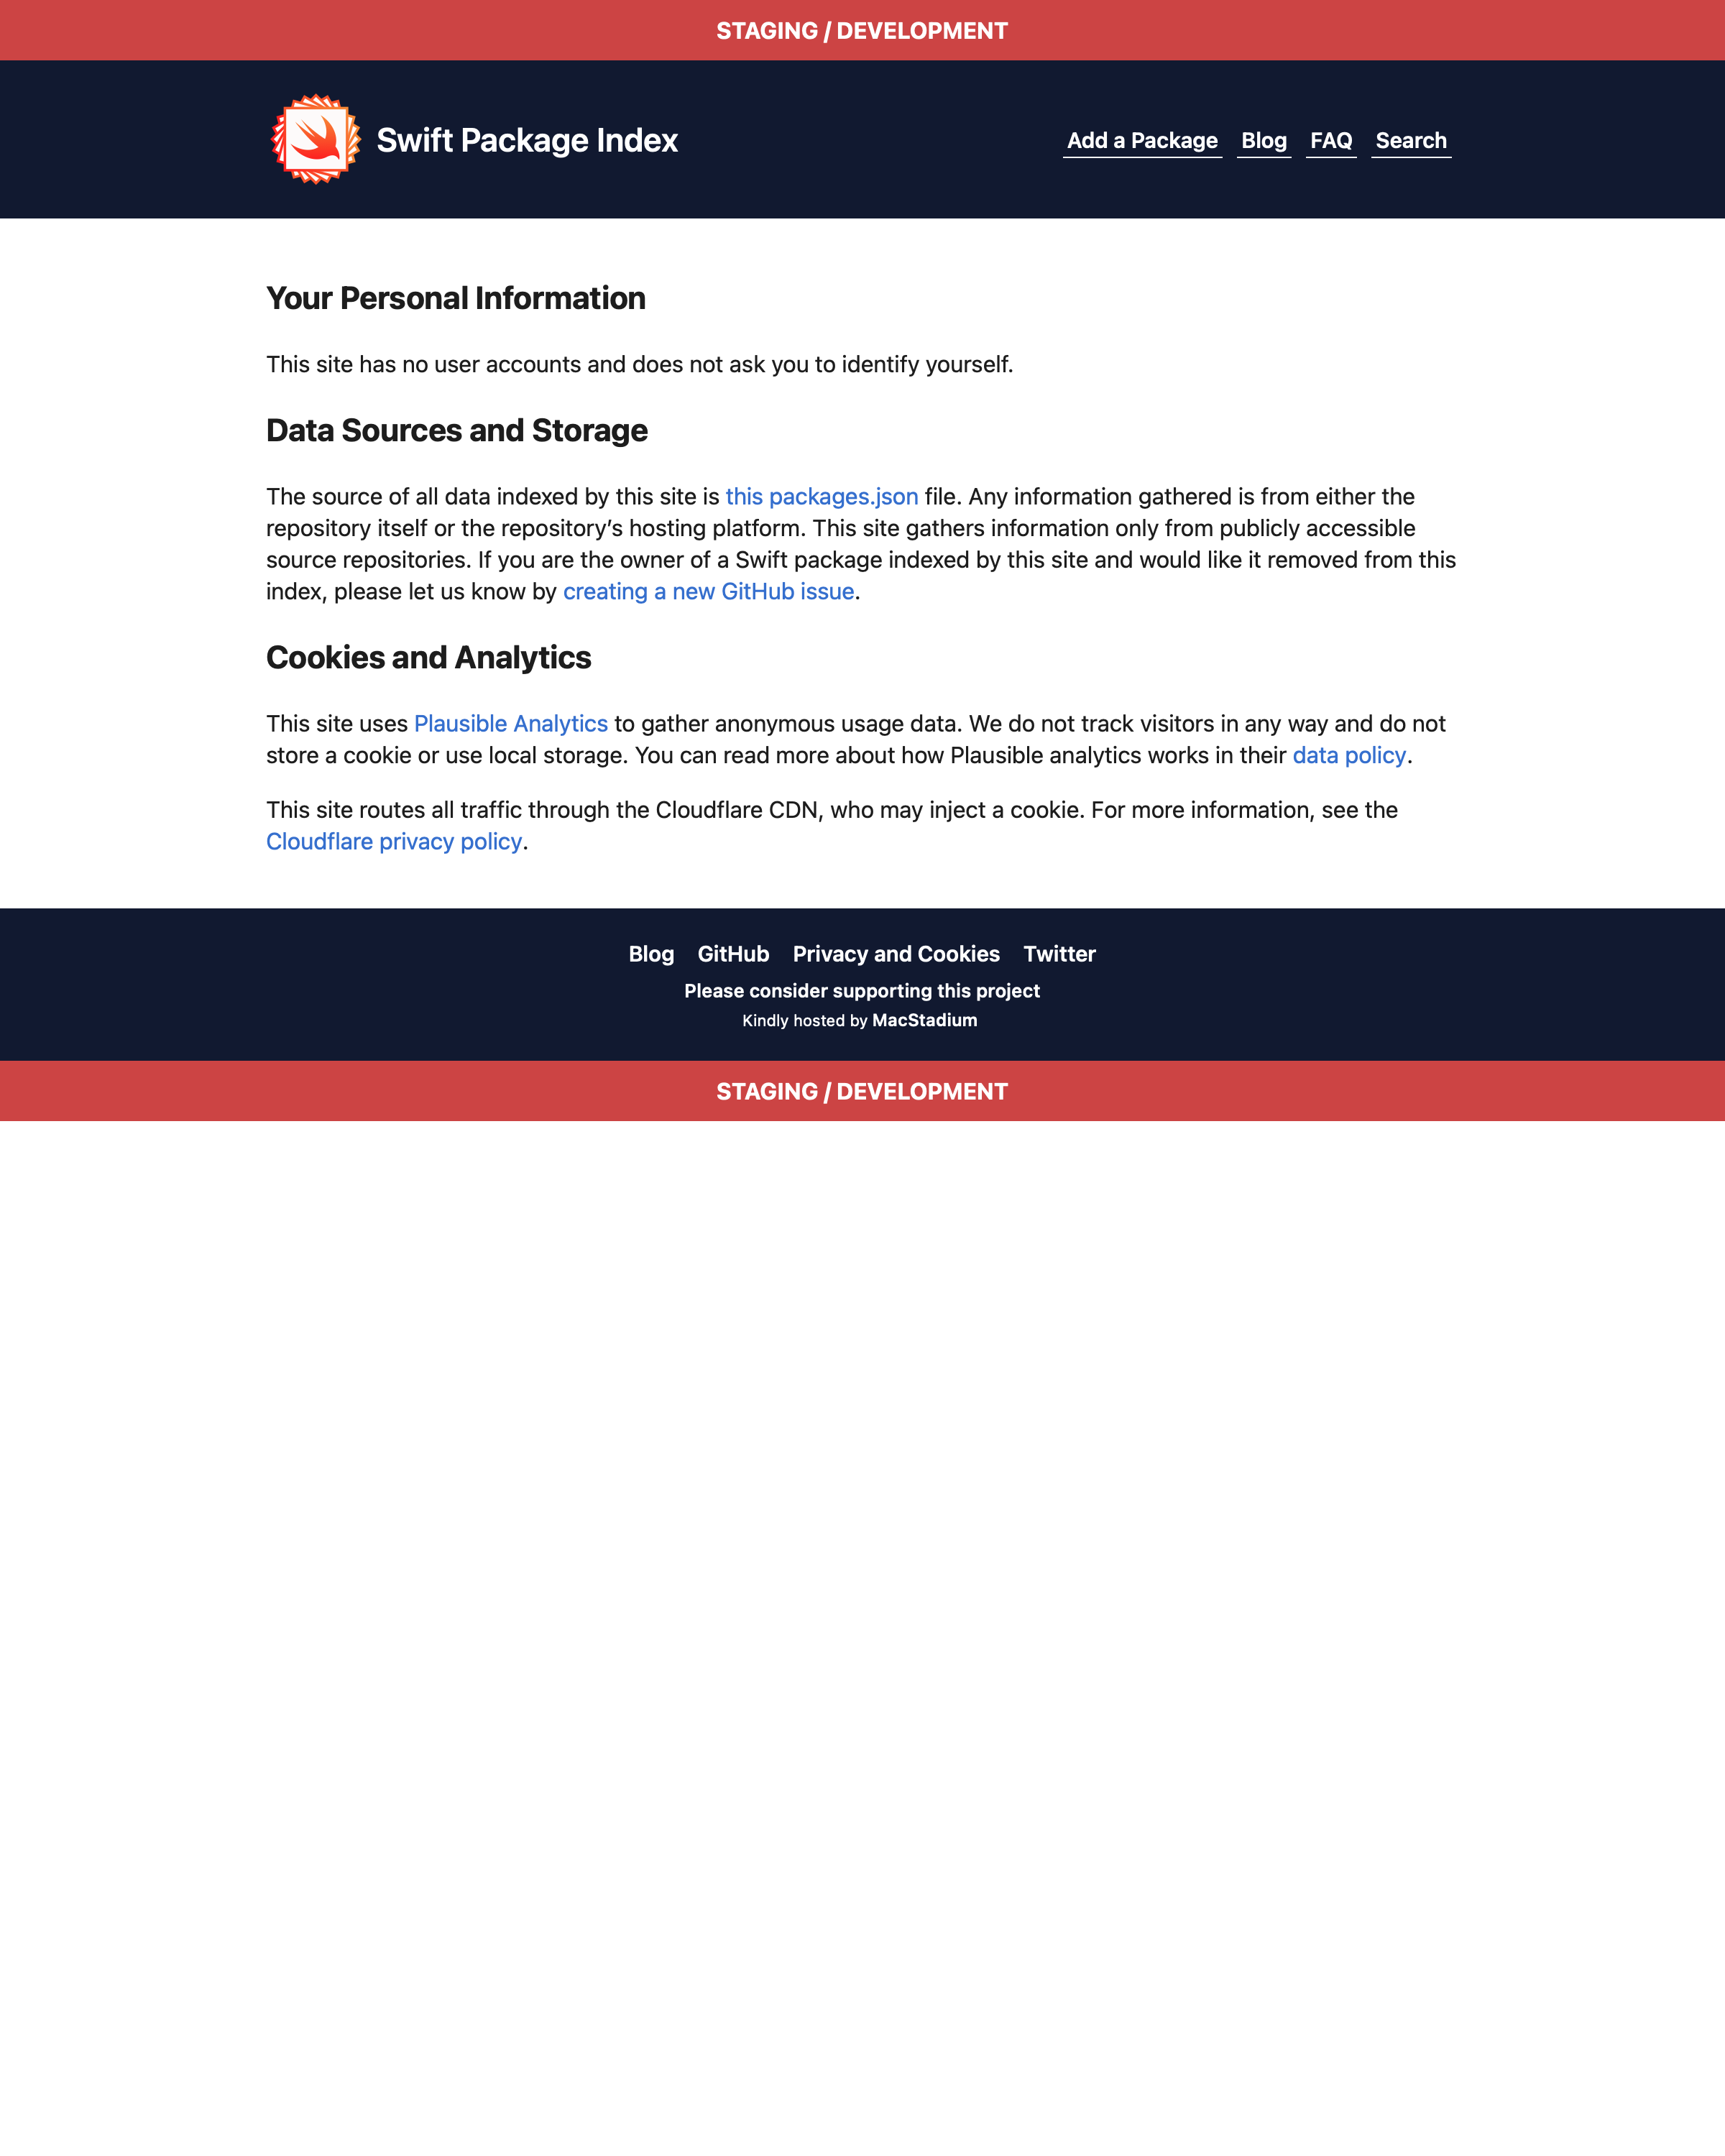 STAGING / DEVELOPMENT
Swift Package Index
Add a Package Blog FAQ Search
Your Personal Information
This site has no user accounts and does not ask you to identify yourself.
Data Sources and Storage
The source of all data indexed by this site is this packages.json file. Any information gathered is from either the
repository itself or the repository’s hosting platform. This site gathers information only from publicly accessible
source repositories. If you are the owner of a Swift package indexed by this site and would like it removed from this
index, please let us know by creating a new GitHub issue.
Cookies and Analytics
This site uses Plausible Analytics to gather anonymous usage data. We do not track visitors in any way and do not
store a cookie or use local storage. You can read more about how Plausible analytics works in their data policy.
This site routes all traffic through the Cloudflare CDN, who may inject a cookie. For more information, see the
Cloudflare privacy policy.
Blog GitHub Privacy and Cookies Twitter
Please consider supporting this project
Kindly hosted by MacStadium
STAGING / DEVELOPMENT